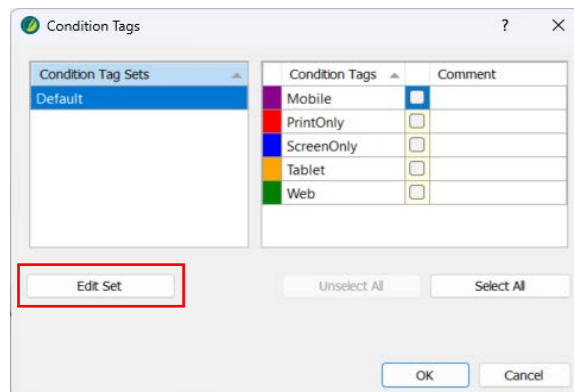 Condition Tags
?
Condition Tag Sets
Default
Condition Tags Comment
Mobile
PrintOnly
ScreenOnly
Tablet
Web
Edit Set
Unselect All
Select All
OK
Cancel